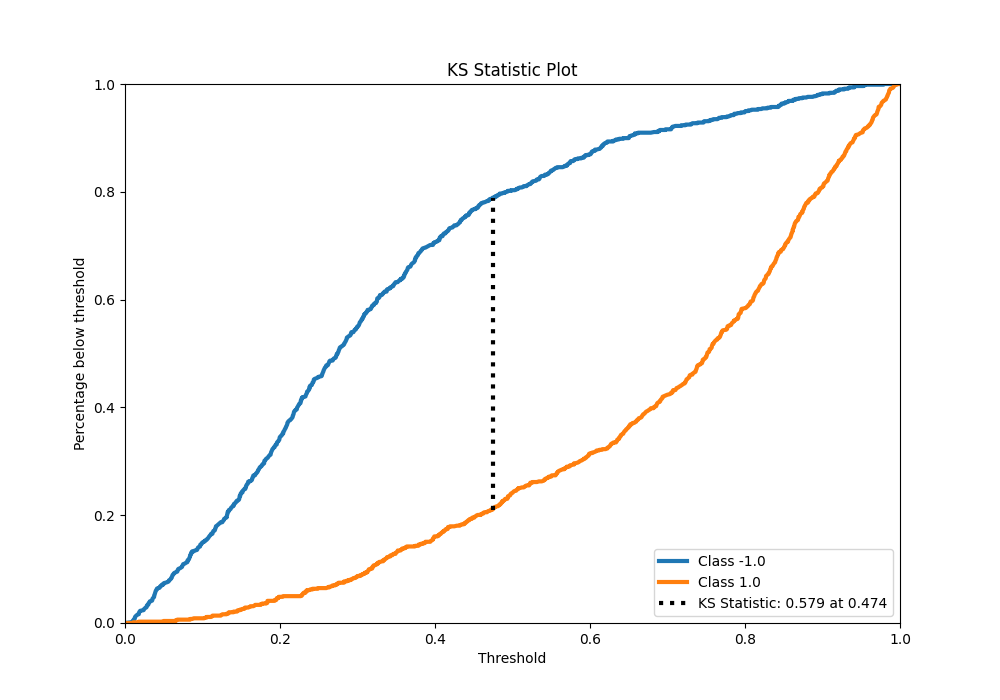 KS Statistic Plot
1.0
0.8
0.6
0.4
0.2
0.0
Percentage below threshold
0.0 0.2 0.4 0.6 0.8 1.0
Threshold
Class -1.0
Class 1.0
KS Statistic: 0.579 at 0.474